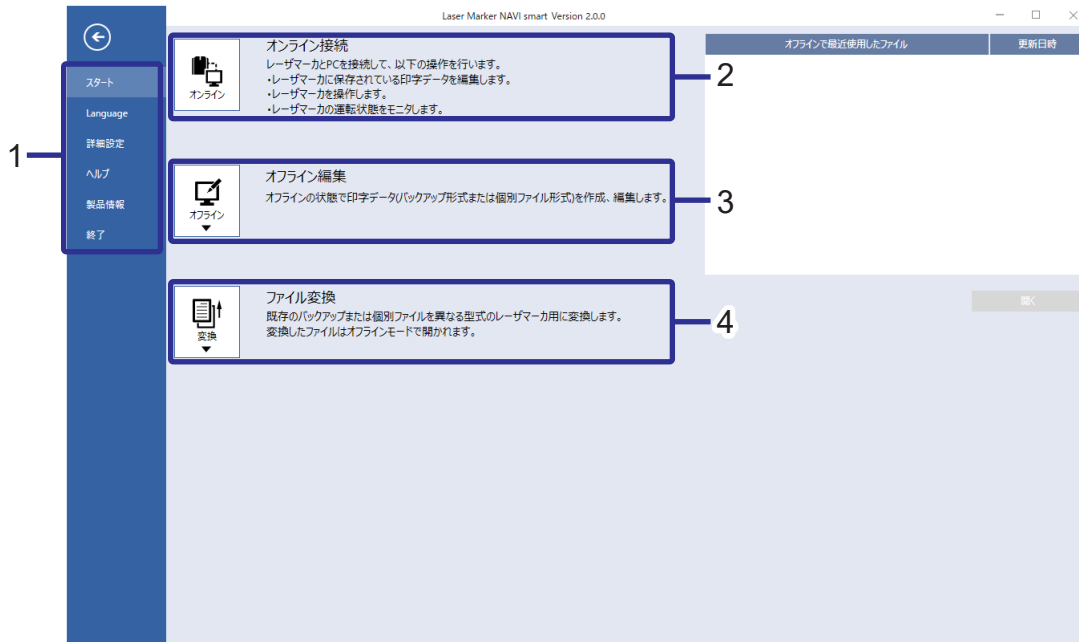 Laser Marker NAVI smart Version 2.0.0
スタート
Language
詳細設定
ヘルプ
製品情報
終了
1
オンライン
オンライン接続
レーザマーカとPCを接続して、以下の操作を行います。
・レーザマーカに保存されている印字データを編集します。
・レーザマーカを操作します。
・レーザマーカの運転状態をモニタします。
2
オフライン
オフライン編集
オフラインの状態で印字データ(バックアップ形式または個別ファイル形式)を作成、編集します。
3
変換
ファイル変換
既存のバックアップまたは個別ファイルを異なる型式のレーザマーカ用に変換します。
変換したファイルはオフラインモードで開かれます。
4
オフラインで最近使用したファイル 更新日時
開く